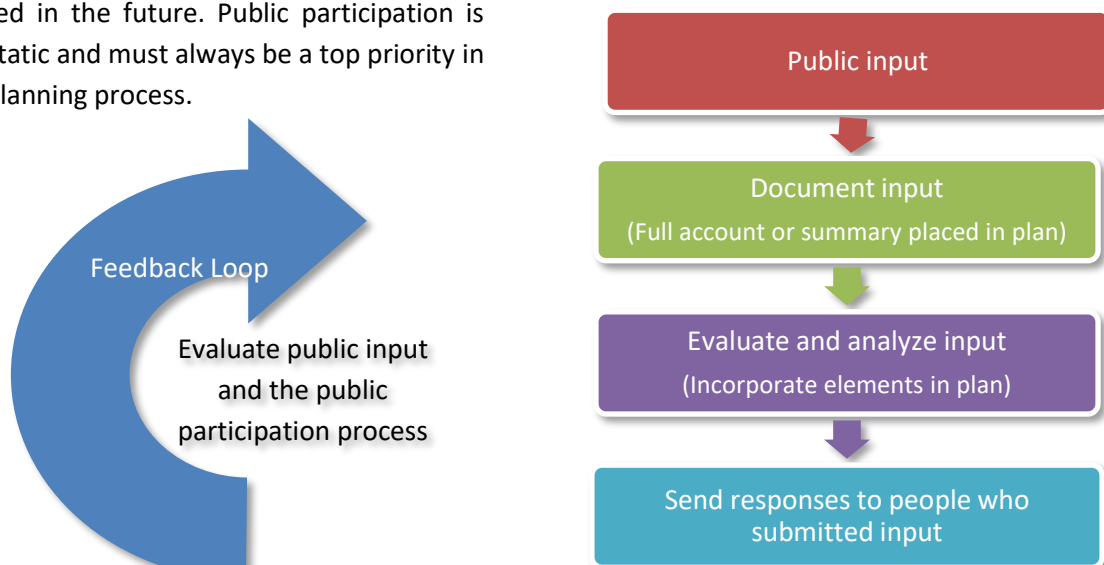 ed in the future. Public participation is
tatic and must always be a top priority in
lanning process.
Feedback Loop
Evaluate public input
and the public
participation process
Public input
Document input
(Full account or summary placed in plan)
Evaluate and analyze input
(Incorporate elements in plan)
Send responses to people who
submitted input